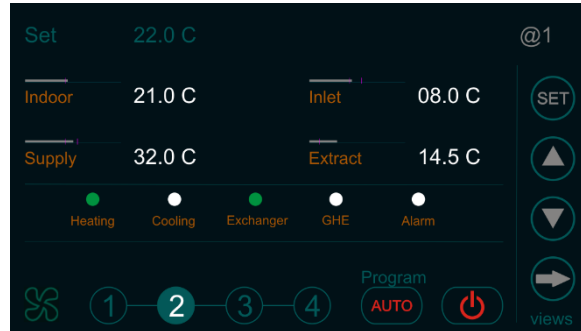 Set 22.0 C @1
Indoor 21.0 C Inlet 08.0 C SET
Supply 32.0 C Extract 14.5 C
Heating Cooling Exchanger GHE Alarm
Program
1 2 3 4 AUTO
views